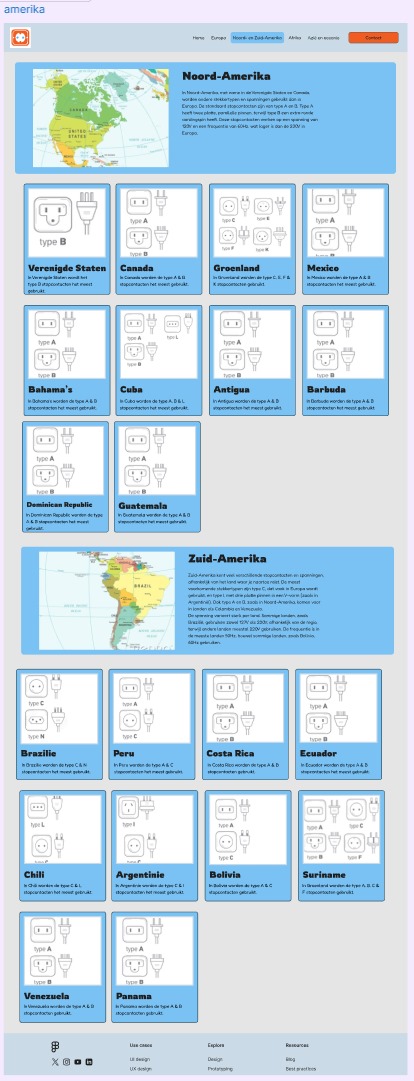 amerika
Home Europa Noord- en Zuid-Amerika Afrika Azië en oceanië Contact
Noord-Amerika
In Noord-Amerika, met name in de Verenigde Staten en Canada,
worden andere stekkertypen en spanningen gebruikt dan in
Europa. De standaard stopcontacten zijn van type A en B. Type A
heeft twee platte, parallelle pinnen, terwijl type B een extra ronde
aardingspin heeft. Deze stopcontacten werken op een spanning van
120V en een frequentie van 60Hz, wat lager is dan de 230V in
Europa.
CANADA
UNITED
STATES
type B
Verenigde Staten
In Verenigde Staten wordt het
type B stopcontacten het meest
gebruikt.
type A
type B
Canada
In Canada worden de type A & B
stopcontacten het meest gebruikt.
type C
type F
type K
Groenland
In Groenland worden de type C, E, F &
K stopcontacten het meest gebruikt.
type A
Mexico
In Mexico worden de type A & B
stopcontacten het meest gebruikt.
type A
type B
Bahama's
In Bahama's worden de type A & B
stopcontacten het meest gebruikt.
type A
type L
type B
Cuba
In Cuba worden de type A, B & L
stopcontacten het meest gebruikt.
type A
type B
Antigua
In Antigua worden de type A & B
stopcontacten het meest gebruikt.
type A
type B
Barbuda
In Barbuda worden de type A & B
stopcontacten het meest gebruikt.
type A
type B
Dominican Republic
In Dominican Republic worden de type
A & B stopcontacten het meest
gebruikt.
type A
type B
Guatemala
In Guatemala worden de type A & B
stopcontacten het meest gebruikt.
BRAZIL
Zuid-Amerika
Zuid-Amerika kent veel verschillende stopcontacten en spanningen,
afhankelijk van het land waar je naartoe reist. De meest
voorkomende stekkertypen zijn type C, dat veel in Europa wordt
gebruikt, en type I, met drie platte pinnen in een V-vorm (zoals in
Argentinië). Ook type A en B, zoals in Noord-Amerika, komen voor
in landen als Colombia en Venezuela.
De spanning varieert sterk per land. Sommige landen, zoals
Brazilië, gebruiken zowel 127V als 220V, afhankelijk van de regio,
terwijl andere landen meestal 220V gebruiken. De frequentie is in
de meeste landen 50Hz, hoewel sommige landen, zoals Bolivia,
60Hz gebruiken.
type C
type N
Brazilie
In Brazilie worden de type C & N
stopcontacten het meest gebruikt.
type A
type C
Peru
In Peru worden de type A & C
stopcontacten het meest gebruikt.
type A
type B
Costa Rica
In Costa Rica worden de type A & B
stopcontacten het meest gebruikt.
type A
type B
Ecuador
In Ecuador worden de type A & B
stopcontacten het meest gebruikt.
type L
Chili
In Chili worden de type C & L
stopcontacten het meest gebruikt.
type I
Argentinie
In Argentinie worden de type C & I
stopcontacten het meest gebruikt.
type A
type C
Bolivia
In Bolivia worden de type A & C
stopcontacten het meest gebruikt.
type A
type C
type B
type F
Suriname
type A, B, C &
F stopcontacten het meest gebruikt.
type A
type B
Venezuela
In Venezuela worden de type A & B
stopcontacten het meest gebruikt.
type A
type B
Panama
In Panama worden de type A & B
stopcontacten het meest gebruikt.
Use cases Explore Resources
UI design Design Blog
UX design Prototyping Best practices